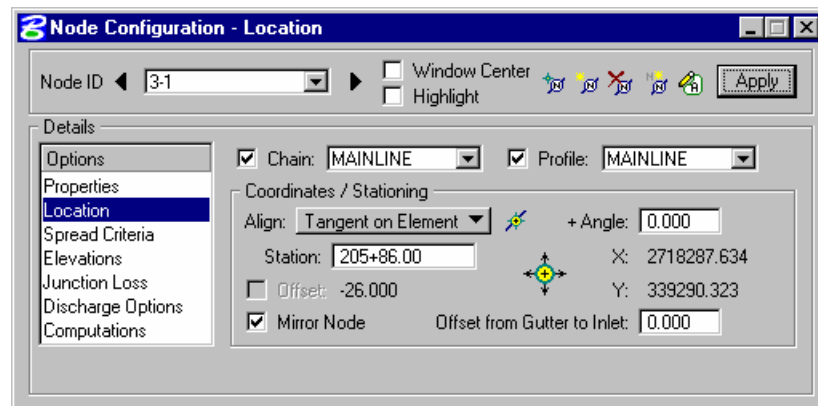 Node Configuration - Location
Node ID 3-1 Window Center Apply
Highlight
Details
Options Chain: MAINLINE Profile: MAINLINE
Properties
Location
Spread Criteria
Elevations
Junction Loss
Discharge Options
Computations
Coordinates / Stationing
Align: Tangent on Element + Angle: 0.000
Station: 205+86.00 X: 2718287.634
Offset: -26.000 Y: 339290.323
Mirror Node Offset from Gutter to Inlet: 0.000